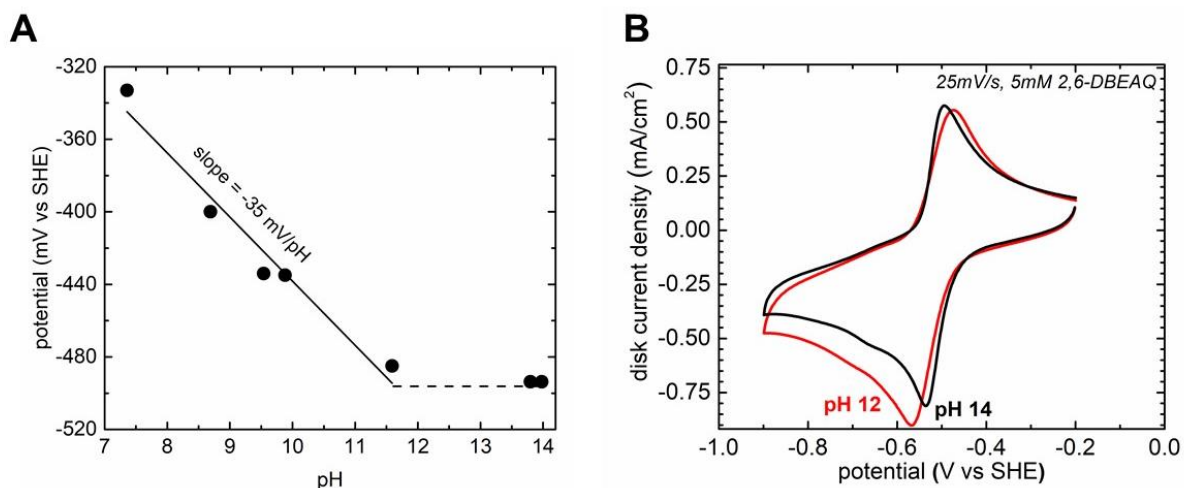 A
-320
-360
-400
-440
-480
-520
potential (mV vs SHE)
slope = -35 mV/pH
7 8 9 10 11 12 13 14
pH
B
0.75
0.50
0.25
0.00
-0.25
-0.50
-0.75
disk current density (mA/cm²)
25mV/s, 5mM 2,6-DBEAQ
pH 12
pH 14
-1.0 -0.8 -0.6 -0.4 -0.2 0.0
potential (V vs SHE)